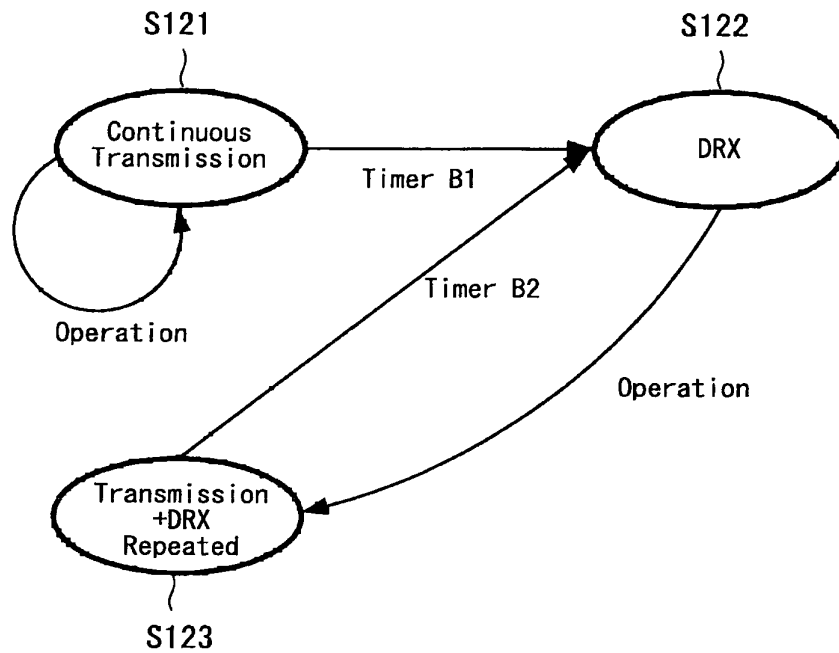 S121
S122
Continuous
Transmission
DRX
Timer B1
Timer B2
Operation
Operation
Transmission
+DRX
Repeated
S123